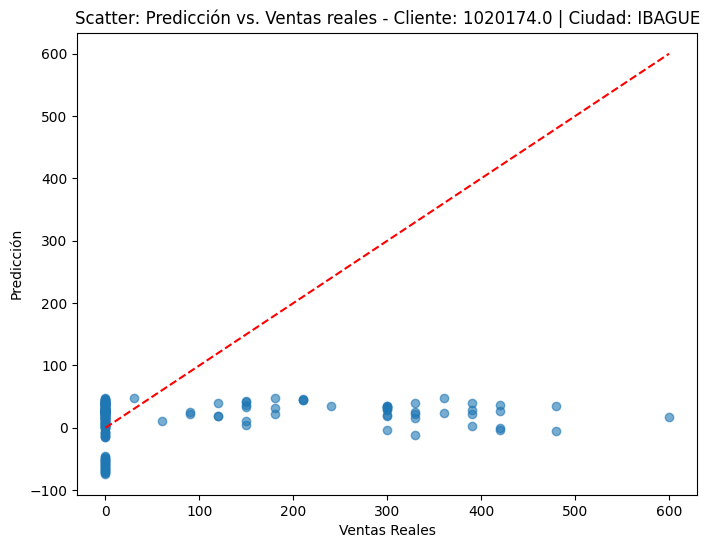 Scatter: Predicción vs. Ventas reales - Cliente: 1020174.0 | Ciudad: IBAGUE
600
500
400
300
200
100
0
−100
Predicción
0 100 200 300 400 500 600
Ventas Reales